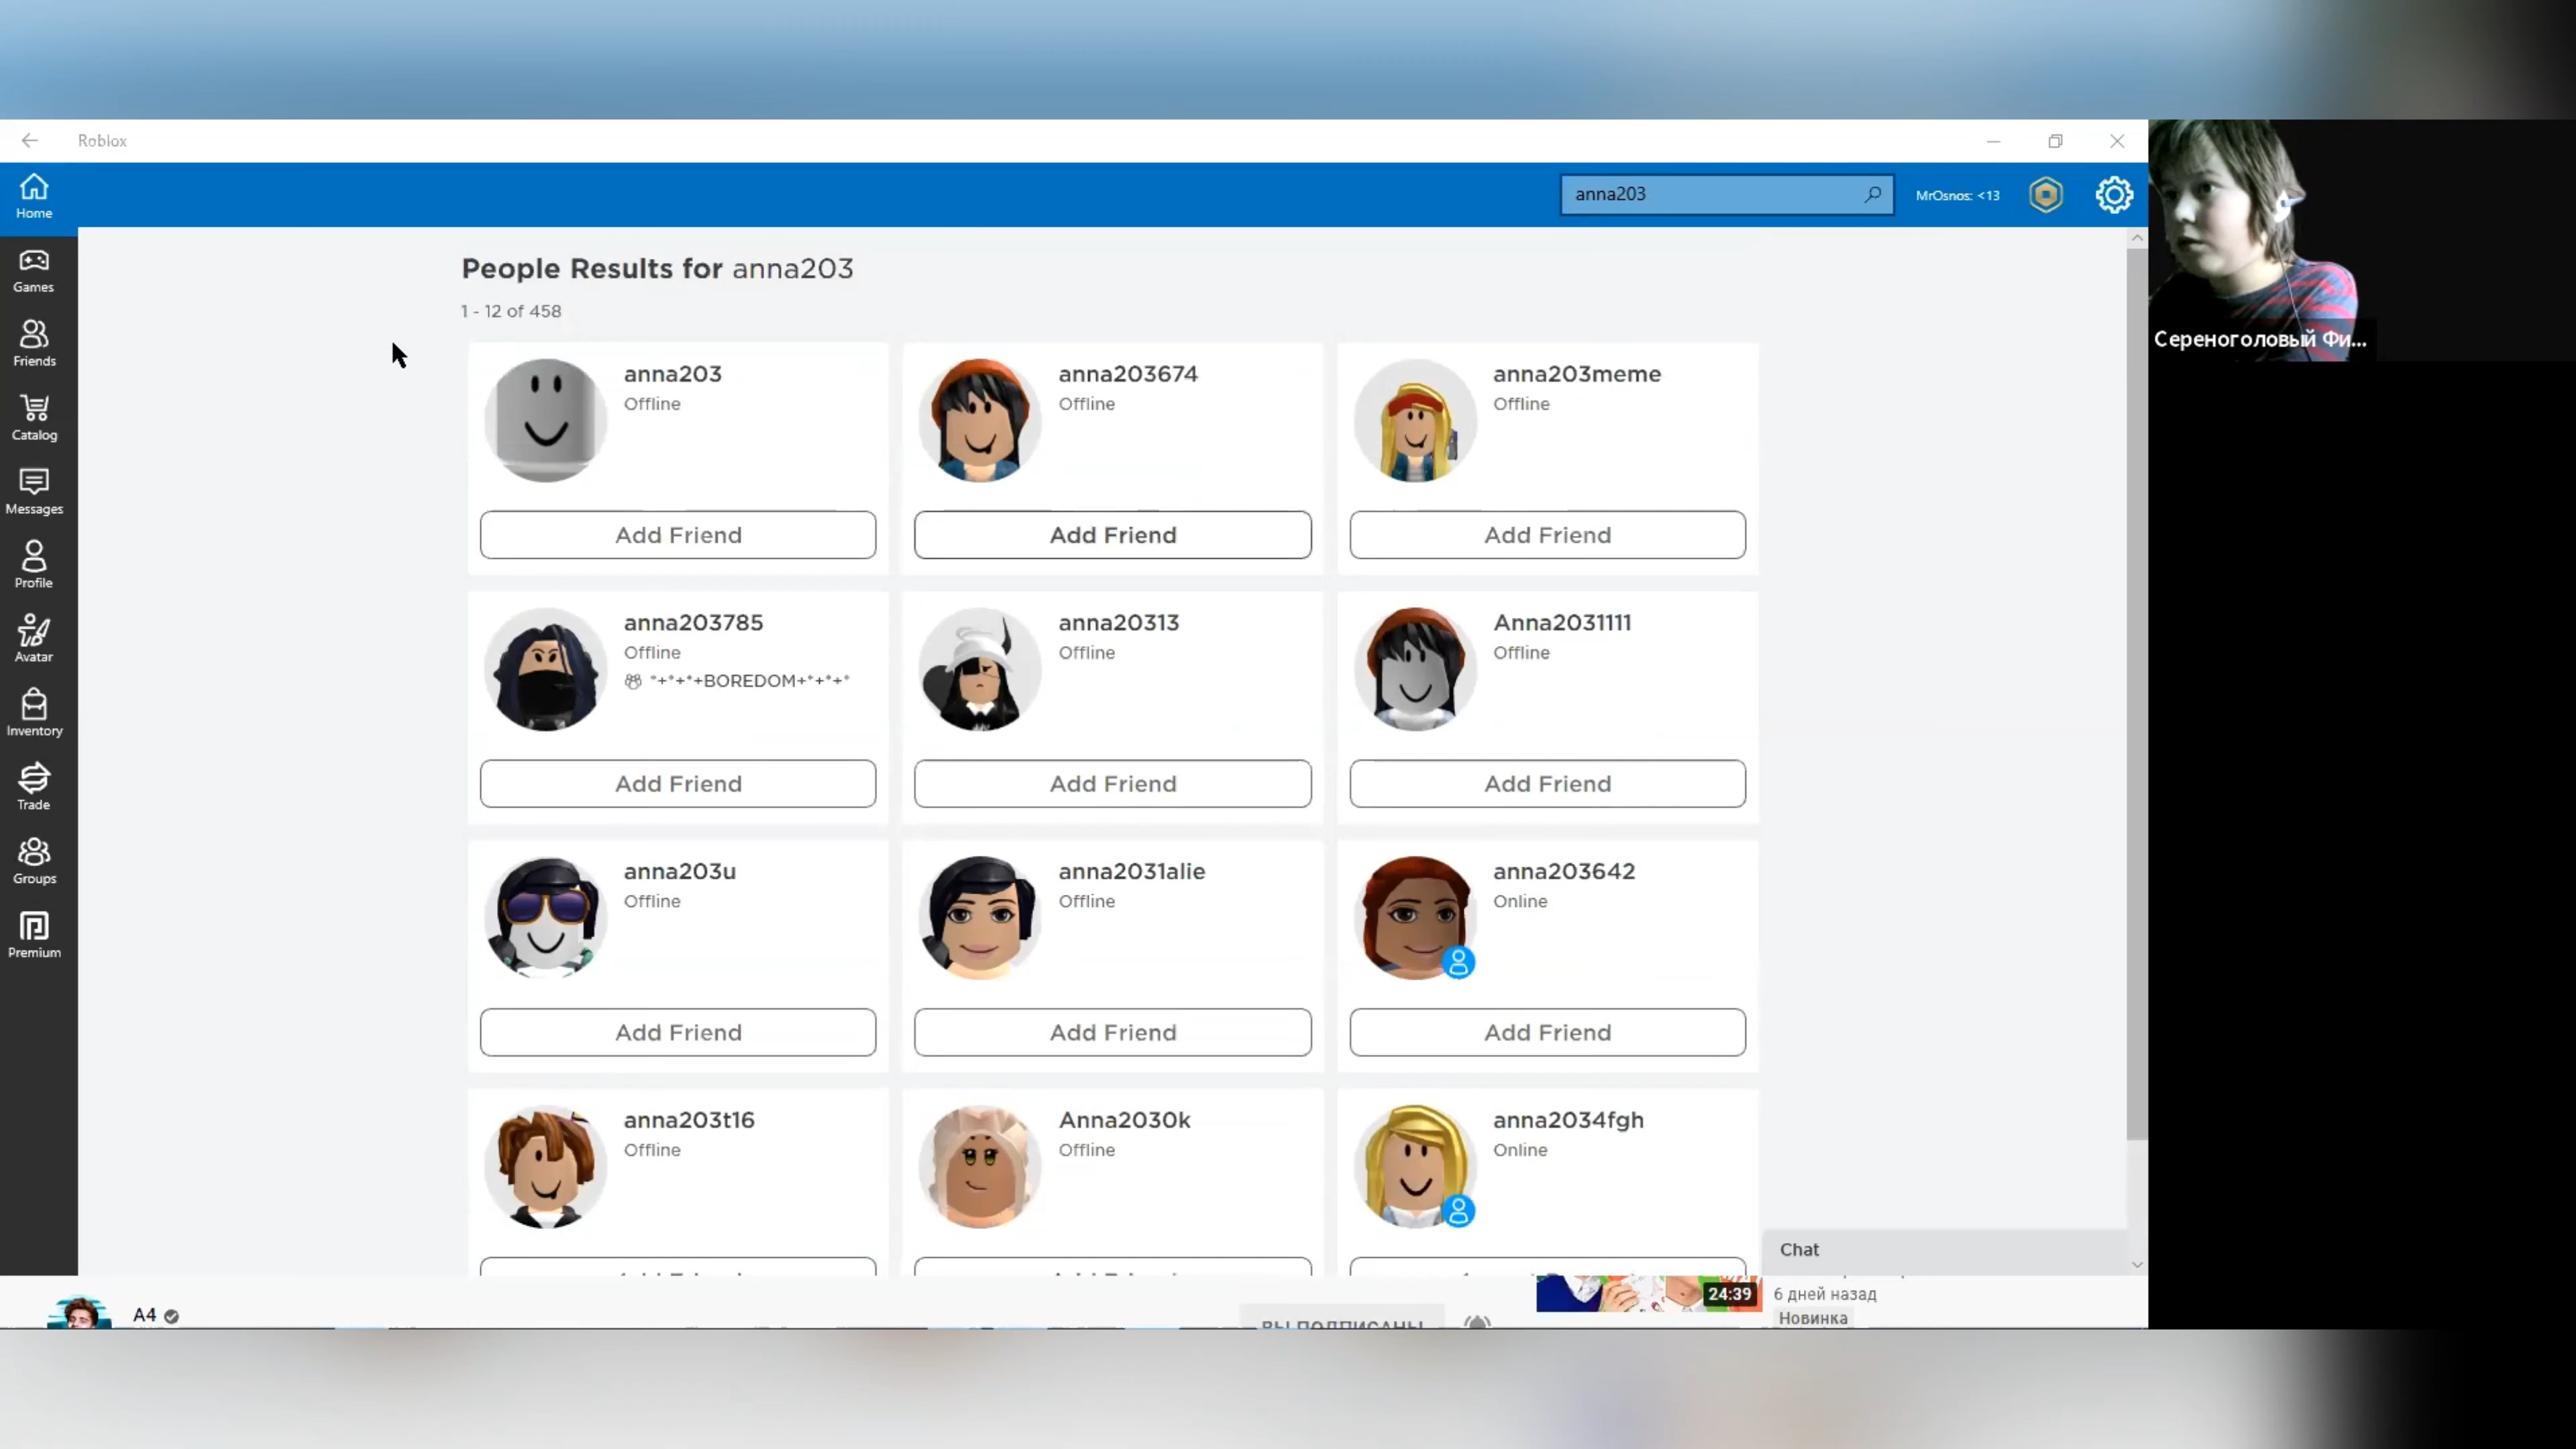 Roblox
anna203
MrOsnos: <13
Home
Games
Friends
Catalog
Messages
Profile
Avatar
Inventory
Trade
Groups
Premium
People Results for anna203
1 - 12 of 458
anna203
Offline
Add Friend
anna203674
Offline
Add Friend
anna203meme
Offline
Add Friend
anna203785
Offline
*+*+*+BOREDOM+*+*+*
Add Friend
anna20313
Offline
Add Friend
Anna2031111
Offline
Add Friend
anna203u
Offline
Add Friend
anna2031alie
Offline
Add Friend
anna203642
Online
Add Friend
anna203t16
Offline
Anna2030k
Offline
anna2034fgh
Online
Chat
Сереноголовый Фи...
A4
ВЫ ПОДПИСАНЫ
24:39
6 дней назад
Новинка